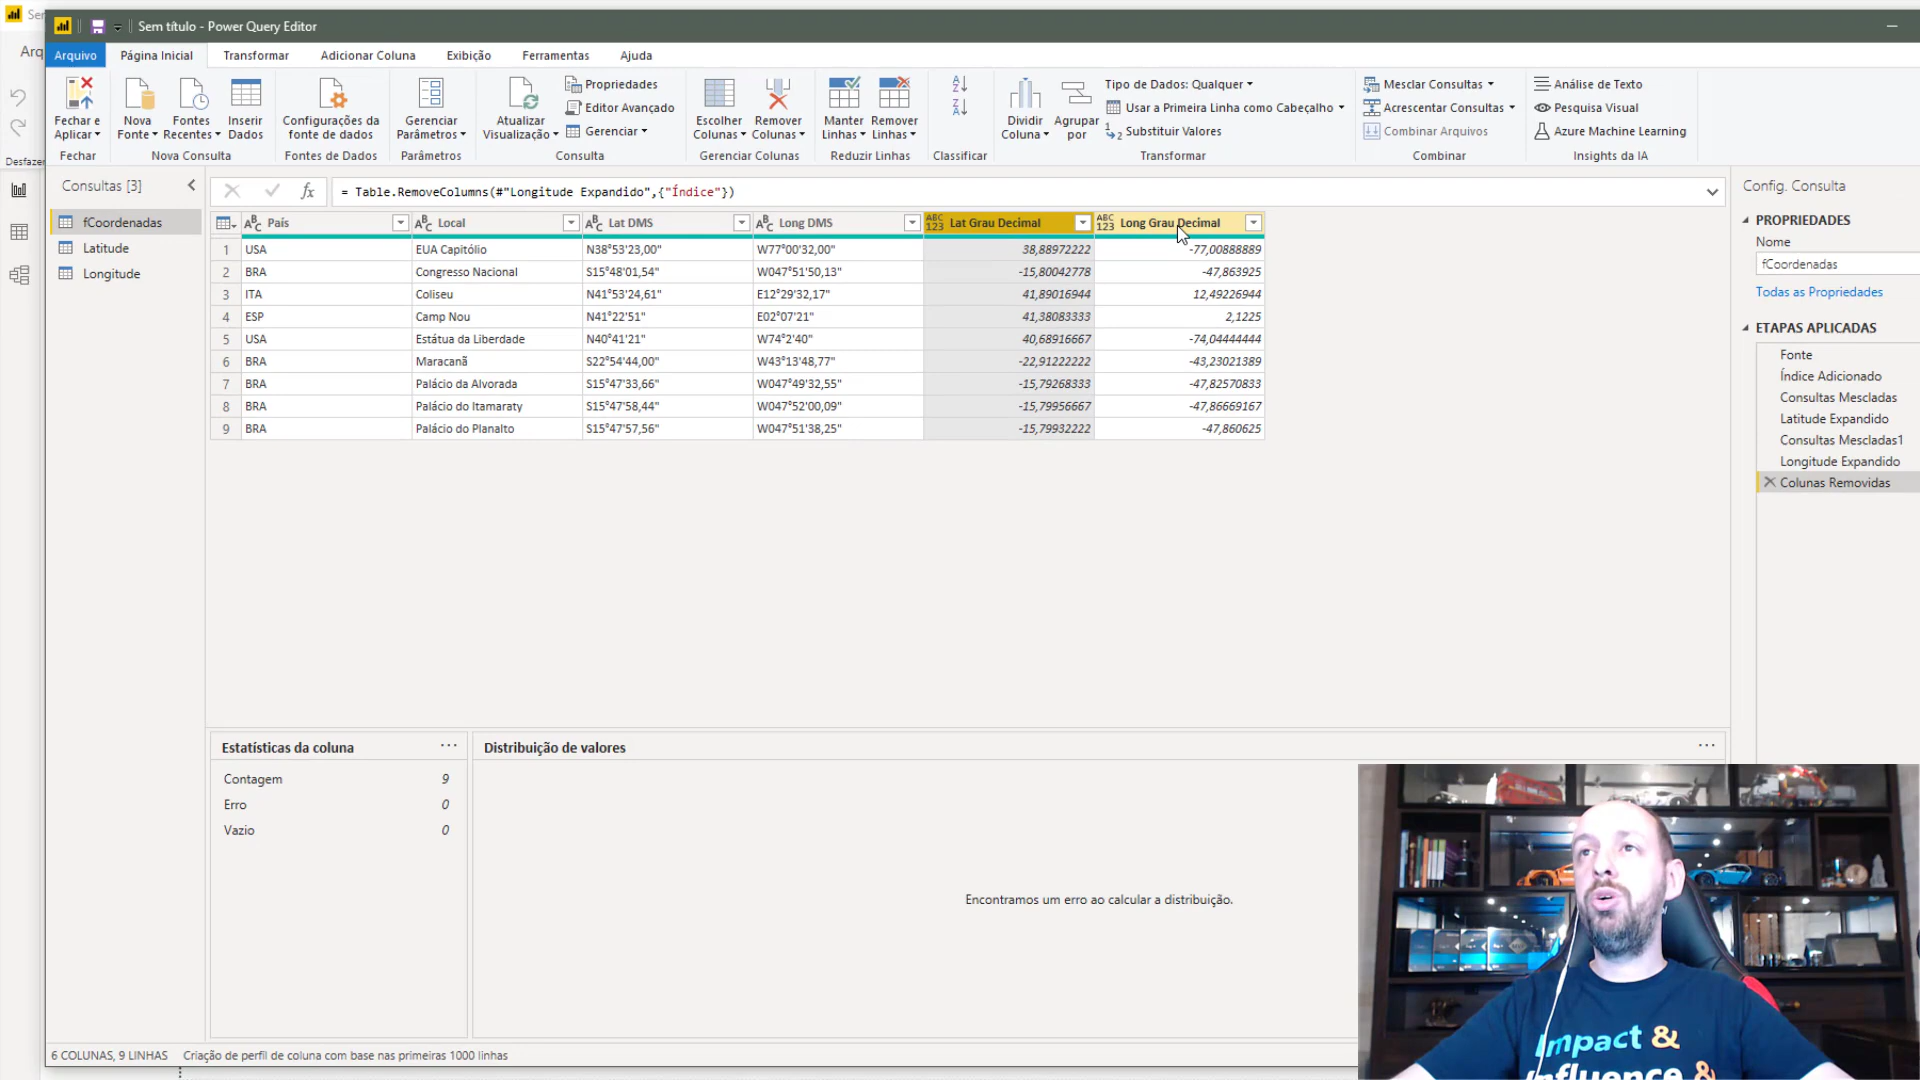 Sem título - Power Query Editor
Arquivo
Página Inicial
Transformar
Adicionar Coluna
Exibição
Ferramentas
Ajuda
Fechar e Aplicar
Nova Fonte
Fontes Recentes
Inserir Dados
Configurações da fonte de dados
Gerenciar Parâmetros
Atualizar Visualização
Propriedades
Editor Avançado
Gerenciar
Escolher Colunas
Remover Colunas
Manter Linhas
Remover Linhas
Dividir Coluna
Agrupar por
Tipo de Dados: Qualquer
Usar a Primeira Linha como Cabeçalho
Substituir Valores
Mesclar Consultas
Acrescentar Consultas
Combinar Arquivos
Análise de Texto
Pesquisa Visual
Azure Machine Learning
Fechar
Nova Consulta
Fontes de Dados
Parâmetros
Consulta
Gerenciar Colunas
Reduzir Linhas
Classificar
Transformar
Combinar
Insights da IA
Desfazer
Consultas [3]
fCoordenadas
Latitude
Longitude
= Table.RemoveColumns(#"Longitude Expandido",{"Índice"})
País Local Lat DMS Long DMS Lat Grau Decimal Long Grau Decimal
1 USA EUA Capitólio N38°53'23,00" W77°00'32,00" 38,88972222 -77,00888889
2 BRA Congresso Nacional S15°48'01,54" W047°51'50,13" -15,80042778 -47,863925
3 ITA Coliseu N41°53'24,61" E12°29'32,17" 41,89016944 12,49226944
4 ESP Camp Nou N41°22'51" E02°07'21" 41,38083333 2,1225
5 USA Estátua da Liberdade N40°41'21" W74°2'40" 40,68916667 -74,04444444
6 BRA Maracanã S22°54'44,00" W43°13'48,77" -22,91222222 -43,23021389
7 BRA Palácio da Alvorada S15°47'33,66" W047°49'32,55" -15,79268333 -47,82570833
8 BRA Palácio do Itamaraty S15°47'58,44" W047°52'00,09" -15,79956667 -47,86669167
9 BRA Palácio do Planalto S15°47'57,56" W047°51'38,25" -15,79932222 -47,860625
Config. Consulta
PROPRIEDADES
Nome
fCoordenadas
Todas as Propriedades
ETAPAS APLICADAS
Fonte
Índice Adicionado
Consultas Mescladas
Latitude Expandido
Consultas Mescladas1
Longitude Expandido
Colunas Removidas
Estatísticas da coluna
Contagem 9
Erro 0
Vazio 0
Distribuição de valores
Encontramos um erro ao calcular a distribuição.
6 COLUNAS, 9 LINHAS
Criação de perfil de coluna com base nas primeiras 1000 linhas
Impact &
Influence &